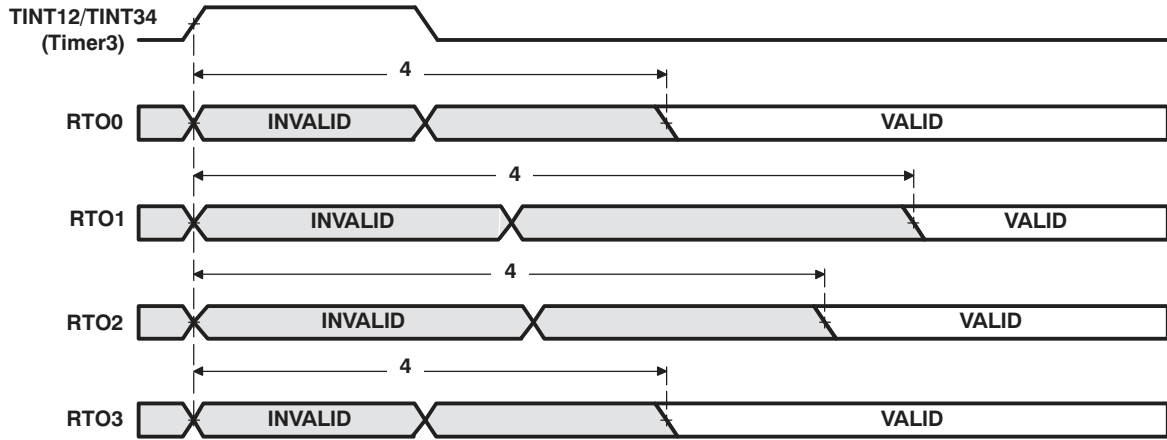 TINT12/TINT34
(Timer3)
4
RTO0 INVALID VALID
4
RTO1 INVALID VALID
4
RTO2 INVALID VALID
4
RTO3 INVALID VALID